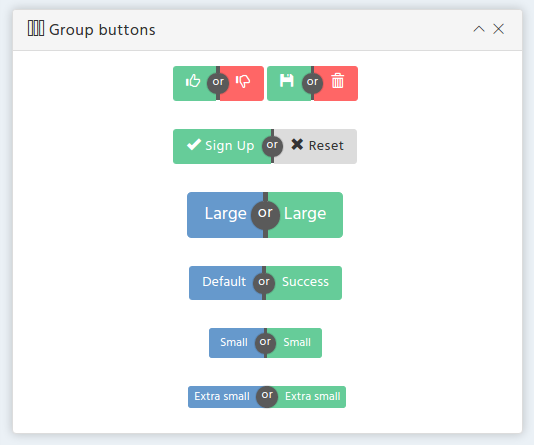 Group buttons
or or
Sign Up or Reset
Large or Large
Default or Success
Small or Small
Extra small or Extra small